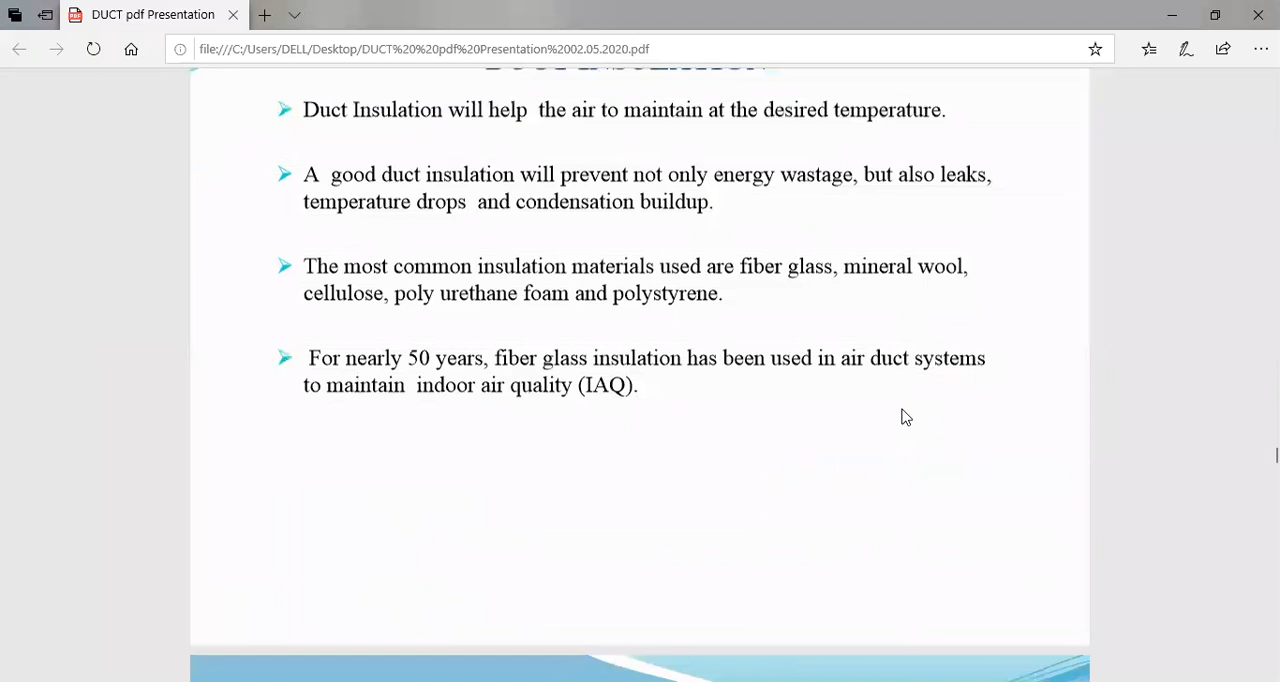 DUCT pdf Presentation
file:///C:/Users/DELL/Desktop/DUCT%20%20pdf%20Presentation%2002.05.2020.pdf
DUCT INSULATION
Duct Insulation will help the air to maintain at the desired temperature.
A good duct insulation will prevent not only energy wastage, but also leaks,
temperature drops and condensation buildup.
The most common insulation materials used are fiber glass, mineral wool,
cellulose, poly urethane foam and polystyrene.
For nearly 50 years, fiber glass insulation has been used in air duct systems
to maintain indoor air quality (IAQ).